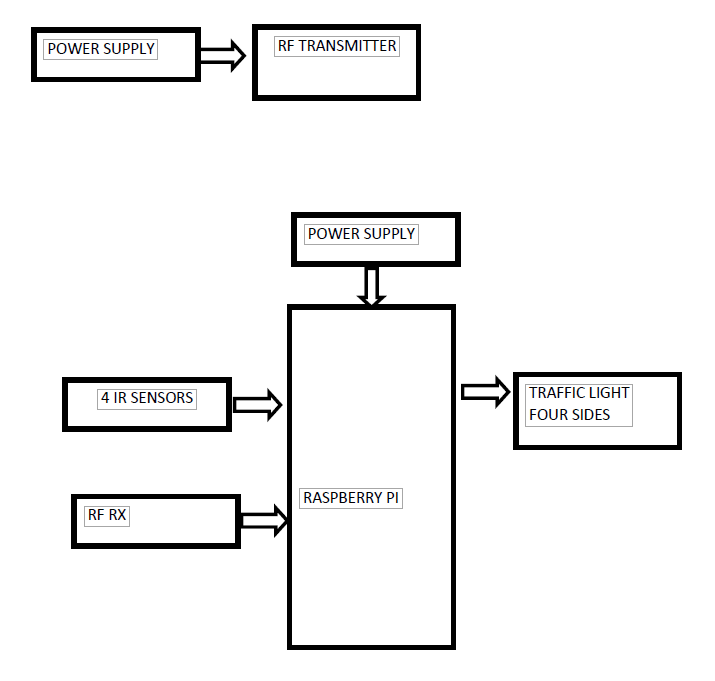 POWER SUPPLY
RF TRANSMITTER
POWER SUPPLY
4 IR SENSORS
TRAFFIC LIGHT
FOUR SIDES
RASPBERRY PI
RF RX